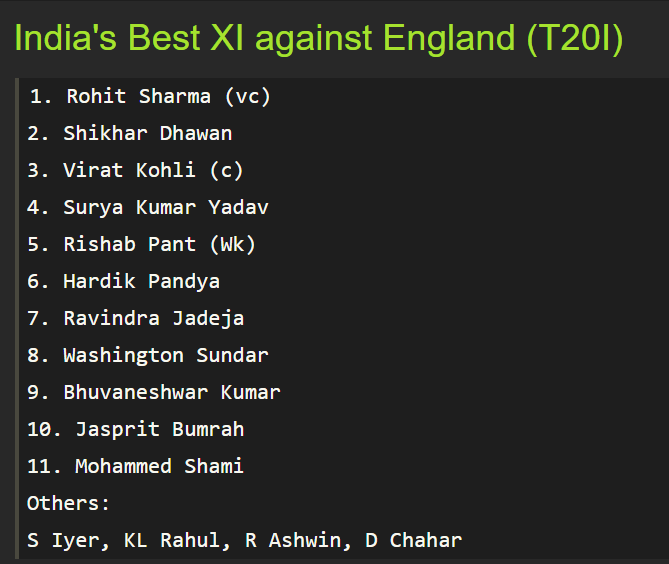 India's Best XI against England (T20I)
1. Rohit Sharma (vc)
2. Shikhar Dhawan
3. Virat Kohli (c)
4. Surya Kumar Yadav
5. Rishab Pant (Wk)
6. Hardik Pandya
7. Ravindra Jadeja
8. Washington Sundar
9. Bhuvaneshwar Kumar
10. Jasprit Bumrah
11. Mohammed Shami
Others:
S Iyer, KL Rahul, R Ashwin, D Chahar